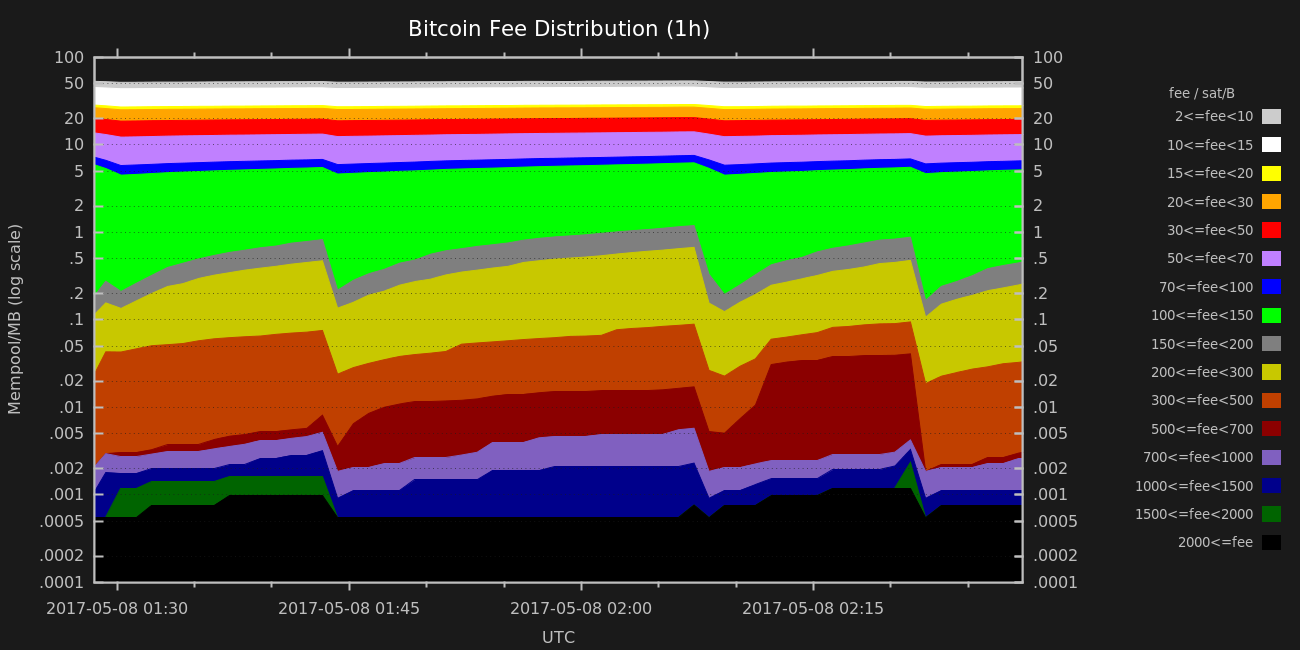 Bitcoin Fee Distribution (1h)
100
50
20
10
5
2
1
.5
.2
.1
.05
.02
.01
.005
.002
.001
.0005
.0002
.0001
Mempool/MB (log scale)
100
50
20
10
5
2
1
.5
.2
.1
.05
.02
.01
.005
.002
.001
.0005
.0002
.0001
2017-05-08 01:30
2017-05-08 01:45
2017-05-08 02:00
2017-05-08 02:15
UTC
fee / sat/B
2<=fee<10
10<=fee<15
15<=fee<20
20<=fee<30
30<=fee<50
50<=fee<70
70<=fee<100
100<=fee<150
150<=fee<200
200<=fee<300
300<=fee<500
500<=fee<700
700<=fee<1000
1000<=fee<1500
1500<=fee<2000
2000<=fee